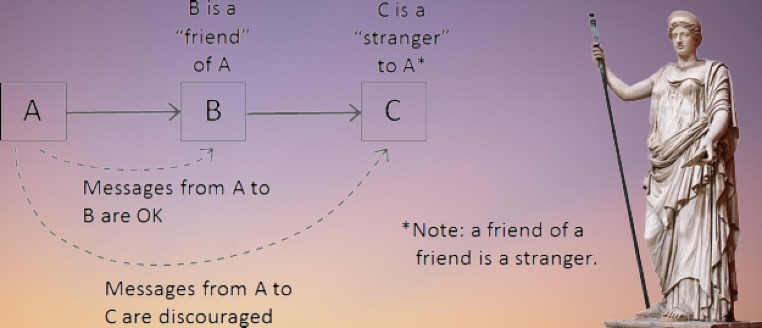 B is a
“friend”
of A
C is a
“stranger”
to A*
A
B
C
Messages from A to
B are OK
*Note: a friend of a
friend is a stranger.
Messages from A to
C are discouraged